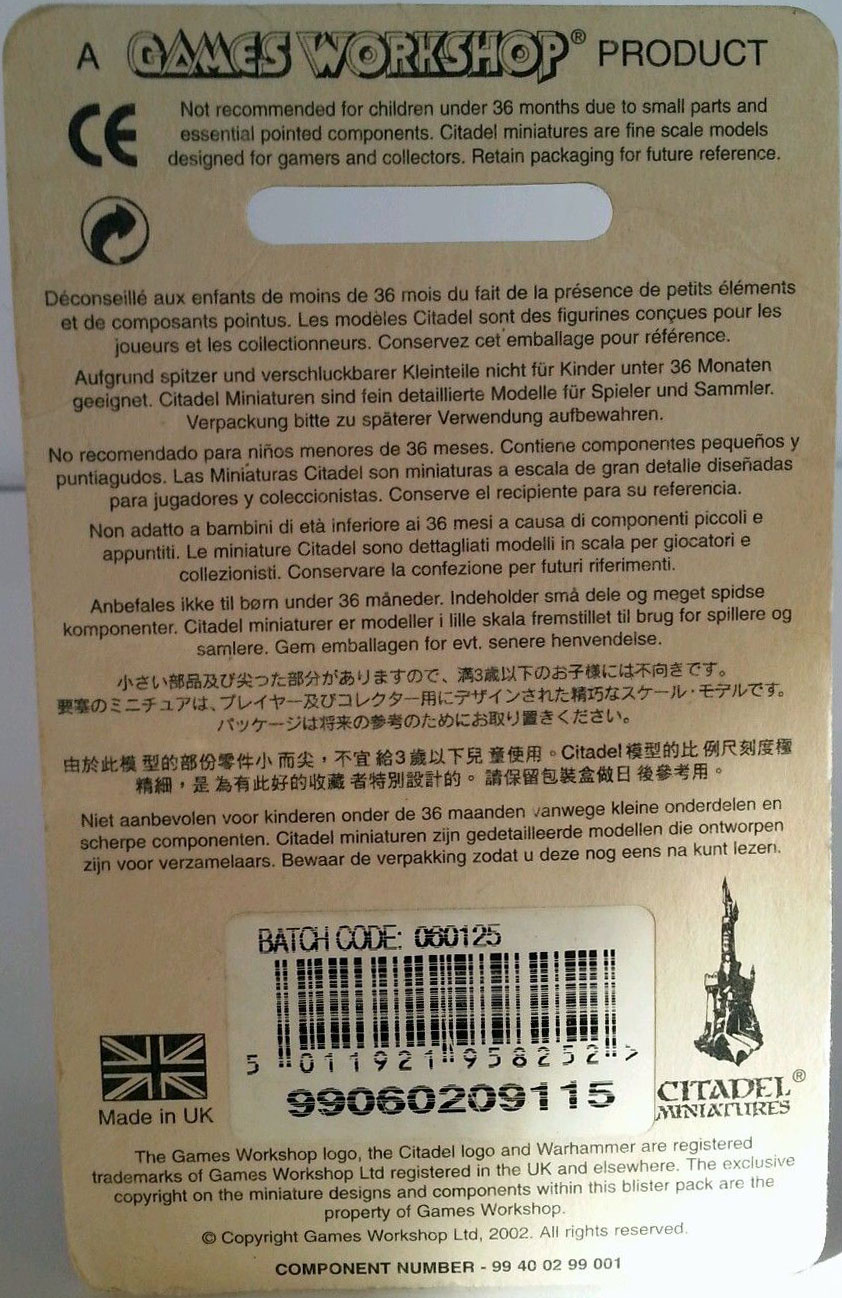 A GAMES WORKSHOP® PRODUCT
CE
Not recommended for children under 36 months due to small parts and
essential pointed components. Citadel miniatures are fine scale models
designed for gamers and collectors. Retain packaging for future reference.
Déconseillé aux enfants de moins de 36 mois du fait de la présence de petits éléments
et de composants pointus. Les modèles Citadel sont des figurines conçues pour les
joueurs et les collectionneurs. Conservez cet emballage pour référence.
Aufgrund spitzer und verschluckbarer Kleinteile nicht für Kinder unter 36 Monaten
geeignet. Citadel Miniaturen sind fein detaillierte Modelle für Spieler und Sammler.
Verpackung bitte zu späterer Verwendung aufbewahren.
No recomendado para niños menores de 36 meses. Contiene componentes pequeños y
puntiagudos. Las Miniaturas Citadel son miniaturas a escala de gran detalle diseñadas
para jugadores y coleccionistas. Conserve el recipiente para su referencia.
Non adatto a bambini di età inferiore ai 36 mesi a causa di componenti piccoli e
appuntiti. Le miniature Citadel sono dettagliati modelli in scala per giocatori e
collezionisti. Conservare la confezione per futuri riferimenti.
Anbefales ikke til børn under 36 måneder. Indeholder små dele og meget spidse
komponenter. Citadel miniaturer er modeller i lille skala fremstillet til brug for spillere og
samlere. Gem emballagen for evt. senere henvendelse.
小さい部品及び尖った部分がありますので、満3歳以下のお子様には不向きです。
要塞のミニチュアは、プレイヤー及びコレクター用にデザインされた精巧なスケール・モデルです。
パッケージは将来の参考のためにお取り置きください。
由於此模型的部份零件小而尖，不宜給3歲以下兒童使用。Citadel模型的比例尺刻度極
精細，是為有此好的收藏者特別設計的。請保留包裝盒做日後參考用。
Niet aanbevolen voor kinderen onder de 36 maanden vanwege kleine onderdelen en
scherpe componenten. Citadel miniaturen zijn gedetailleerde modellen die ontworpen
zijn voor verzamelaars. Bewaar de verpakking zodat u deze nog eens na kunt lezen.
BATCH CODE: 060125
5 011921 958252 >
99060209115
Made in UK
CITADEL®
MINIATURES
The Games Workshop logo, the Citadel logo and Warhammer are registered
trademarks of Games Workshop Ltd registered in the UK and elsewhere. The exclusive
copyright on the miniature designs and components within this blister pack are the
property of Games Workshop.
© Copyright Games Workshop Ltd, 2002. All rights reserved.
COMPONENT NUMBER - 99 40 02 99 001